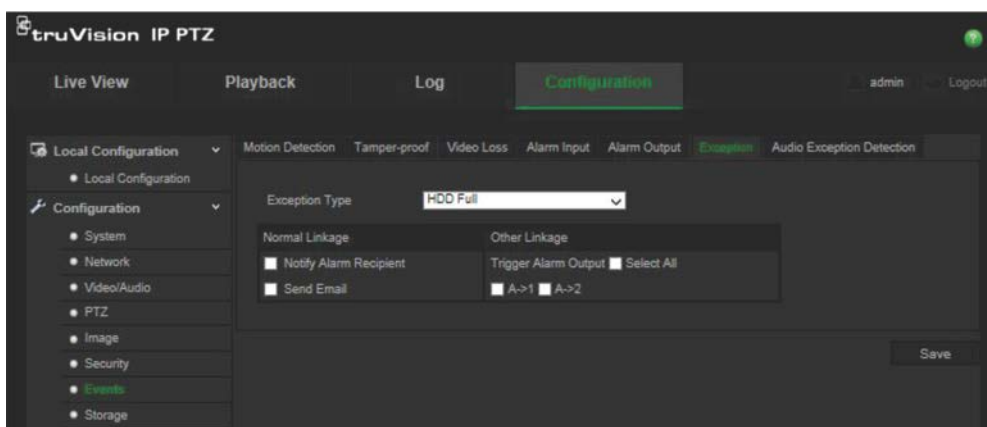 truVision IP PTZ
?
Live View Playback Log Configuration admin Logout
Local Configuration
Local Configuration
Configuration
System
Network
Video/Audio
PTZ
Image
Security
Events
Storage
Motion Detection Tamper-proof Video Loss Alarm Input Alarm Output Exception Audio Exception Detection
Exception Type HDD Full
Normal Linkage Other Linkage
Notify Alarm Recipient Trigger Alarm Output Select All
Send Email A->1 A->2
Save